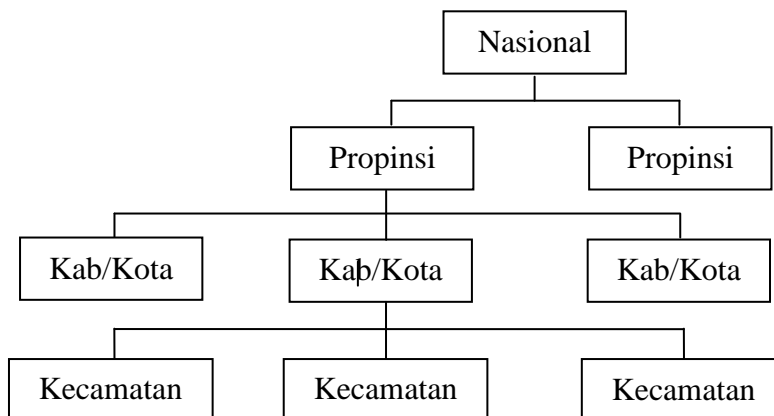 Nasional
Propinsi Propinsi
Kab/Kota Kab/Kota Kab/Kota
Kecamatan Kecamatan Kecamatan